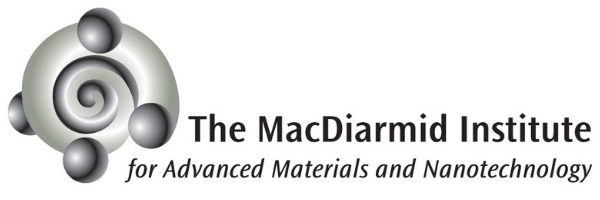 The MacDiarmid Institute
for Advanced Materials and Nanotechnology